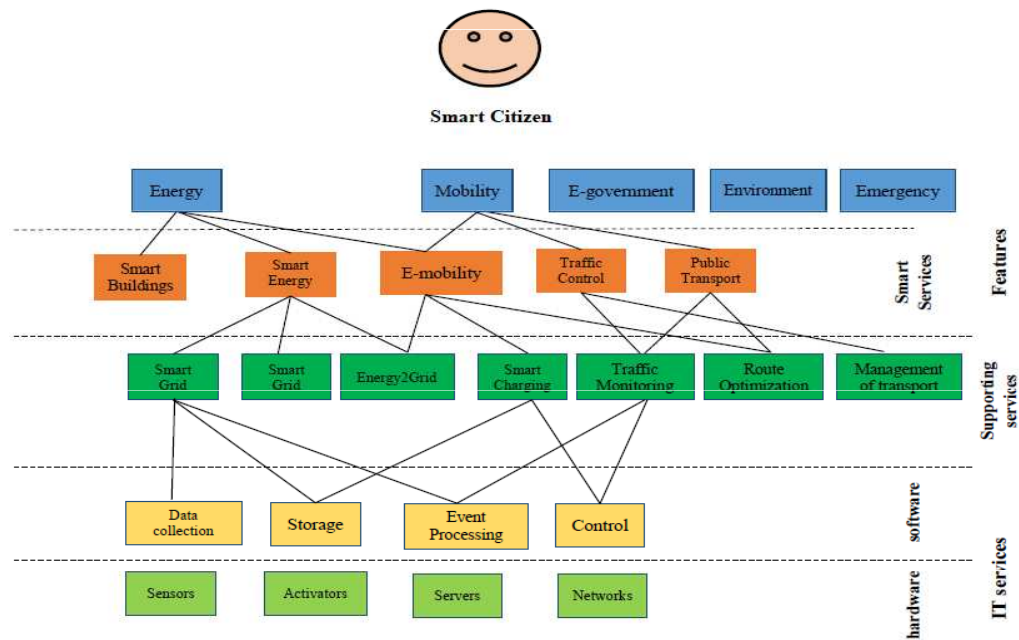 Smart Citizen
Energy
Mobility
E-government
Environment
Emergency
Smart
Buildings
Smart
Energy
E-mobility
Traffic
Control
Public
Transport
Smart
Services
Features
Smart
Grid
Smart
Grid
Energy2Grid
Smart
Charging
Traffic
Monitoring
Route
Optimization
Management
of transport
Supporting
services
Data
collection
Storage
Event
Processing
Control
software
Sensors
Activators
Servers
Networks
hardware
IT services